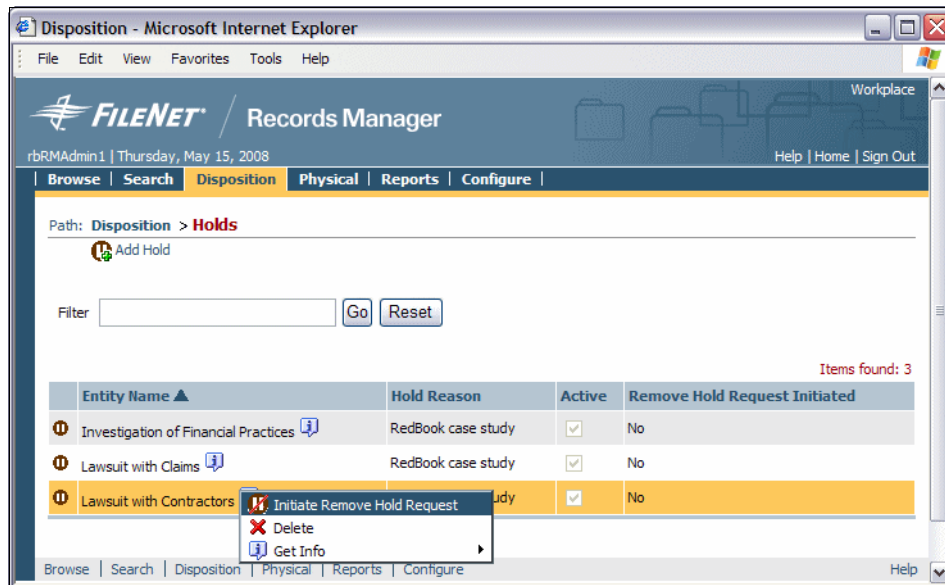 Disposition - Microsoft Internet Explorer
File Edit View Favorites Tools Help
Workplace
FILENET Records Manager
rbRMAdmin1 | Thursday, May 15, 2008
Help | Home | Sign Out
| Browse | Search Disposition Physical | Reports | Configure |
Path: Disposition > Holds
Add Hold
Filter Go Reset
Items found: 3
Entity Name Hold Reason Active Remove Hold Request Initiated
Investigation of Financial Practices RedBook case study No
Lawsuit with Claims RedBook case study No
Lawsuit with Contractors udy No
Initiate Remove Hold Request
Delete
Get Info
Browse | Search | Disposition | Physical | Reports | Configure Help